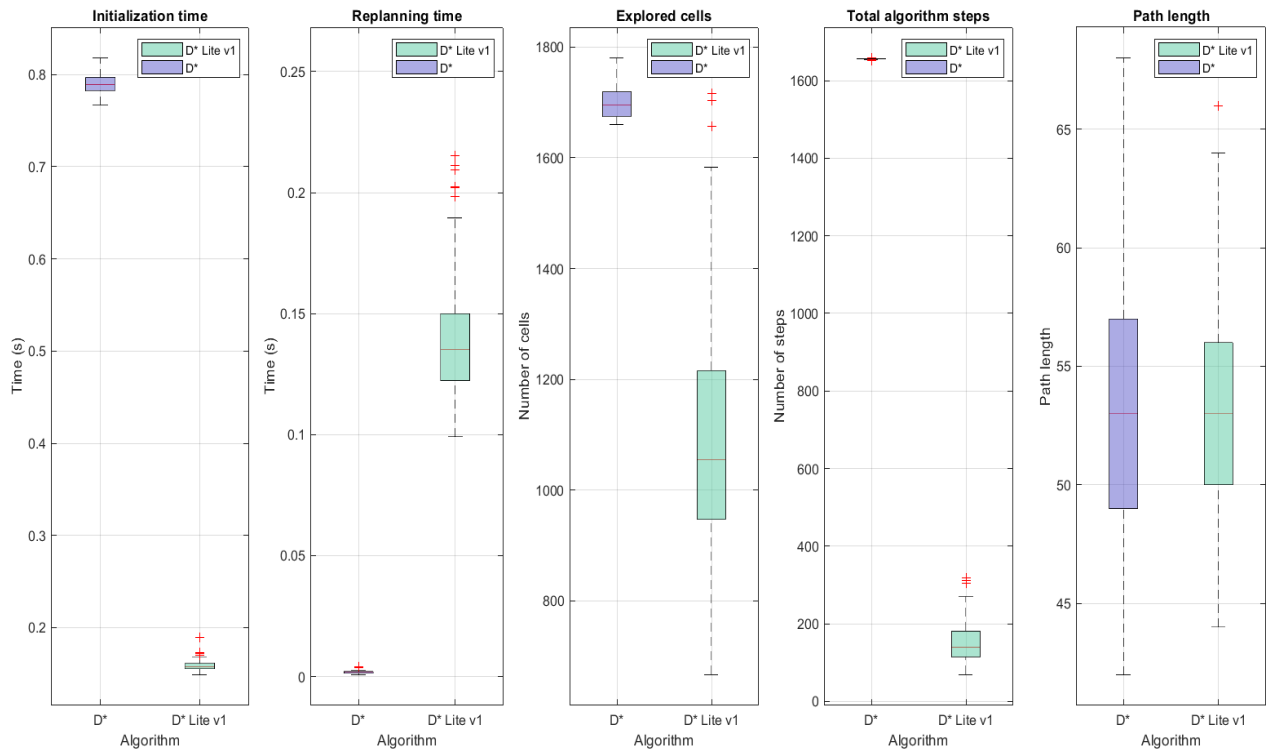 Initialization time
D* Lite v1
D*
0.8
0.7
0.6
0.5
0.4
0.3
0.2
Time (s)
D*
D* Lite v1
Algorithm
Replanning time
D* Lite v1
D*
0.25
0.2
0.15
0.1
0.05
0
Time (s)
D*
D* Lite v1
Algorithm
Explored cells
D* Lite v1
D*
1800
1600
1400
1200
1000
800
Number of cells
D*
D* Lite v1
Algorithm
Total algorithm steps
D* Lite v1
D*
1600
1400
1200
1000
800
600
400
200
0
Number of steps
D*
D* Lite v1
Algorithm
Path length
D* Lite v1
D*
65
60
55
50
45
Path length
D*
D* Lite v1
Algorithm